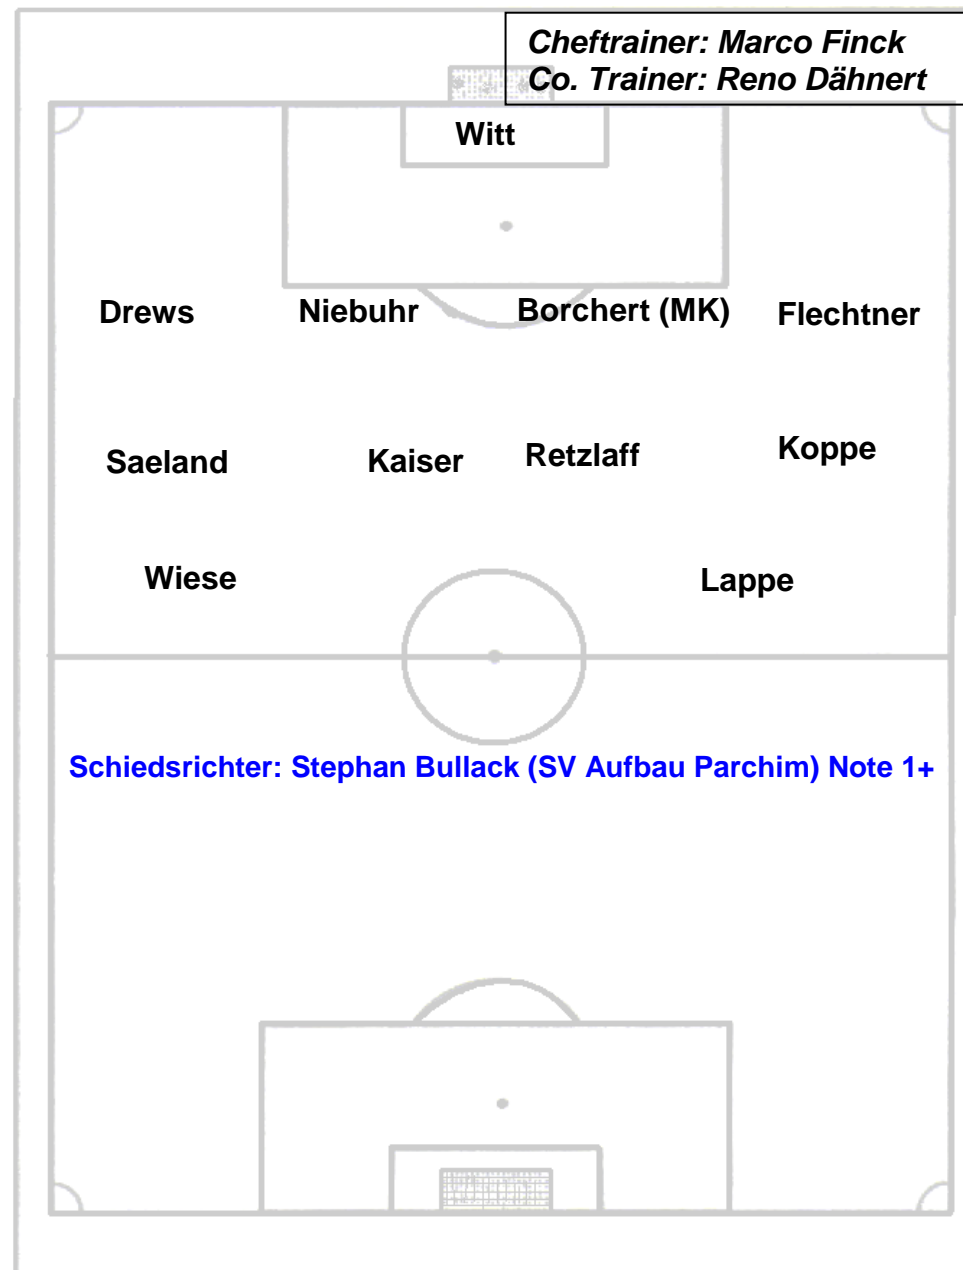 Cheftrainer: Marco Finck
Co. Trainer: Reno Dähnert
Witt
Drews Niebuhr Borchert (MK) Flechtner
Saeland Kaiser Retzlaff Koppe
Wiese Lappe
Schiedsrichter: Stephan Bullack (SV Aufbau Parchim) Note 1+